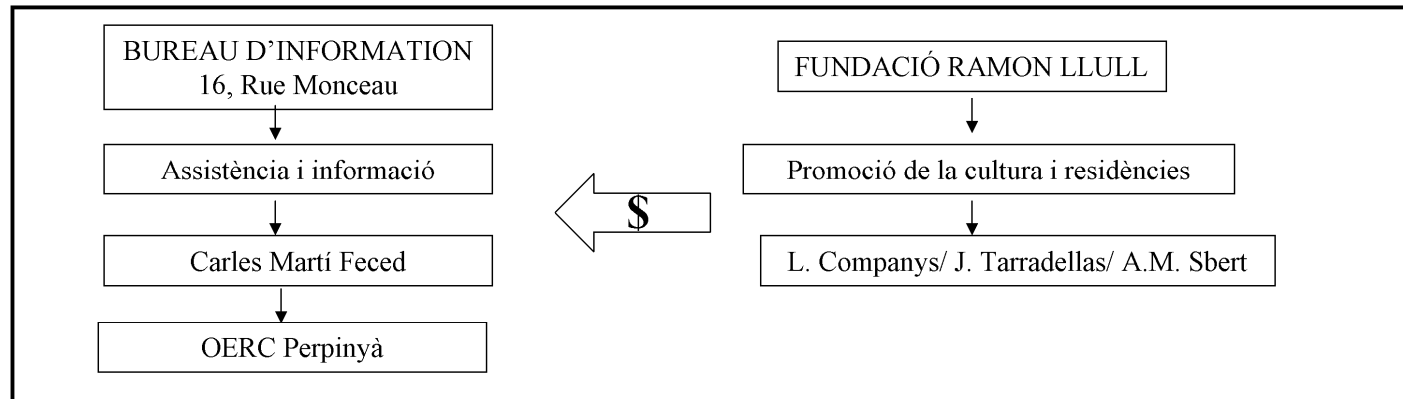 BUREAU D’INFORMATION
16, Rue Monceau
Assistència i informació
Carles Martí Feced
OERC Perpinyà
$
FUNDACIÓ RAMON LLULL
Promoció de la cultura i residències
L. Companys/ J. Tarradellas/ A.M. Sbert